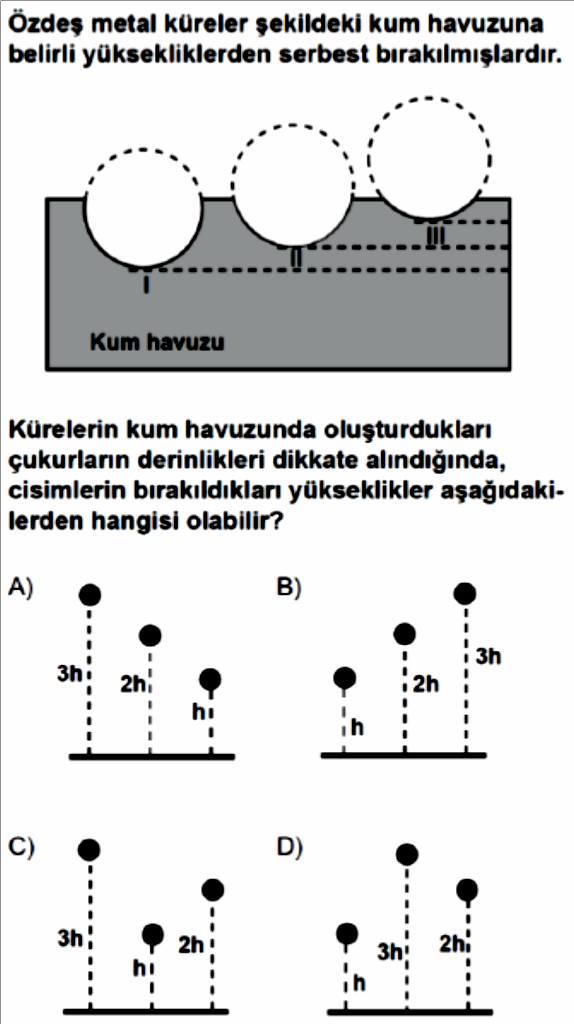 Özdeş metal küreler şekildeki kum havuzuna
belirli yüksekliklerden serbest bırakılmışlardır.
III
II
I
Kum havuzu
Kürelerin kum havuzunda oluşturdukları
çukurların derinlikleri dikkate alındığında,
cisimlerin bırakıldıkları yükseklikler aşağıdaki-
lerden hangisi olabilir?
A)
3h
2h
h
B)
h
2h
3h
C)
3h
h
2h
D)
h
3h
2h